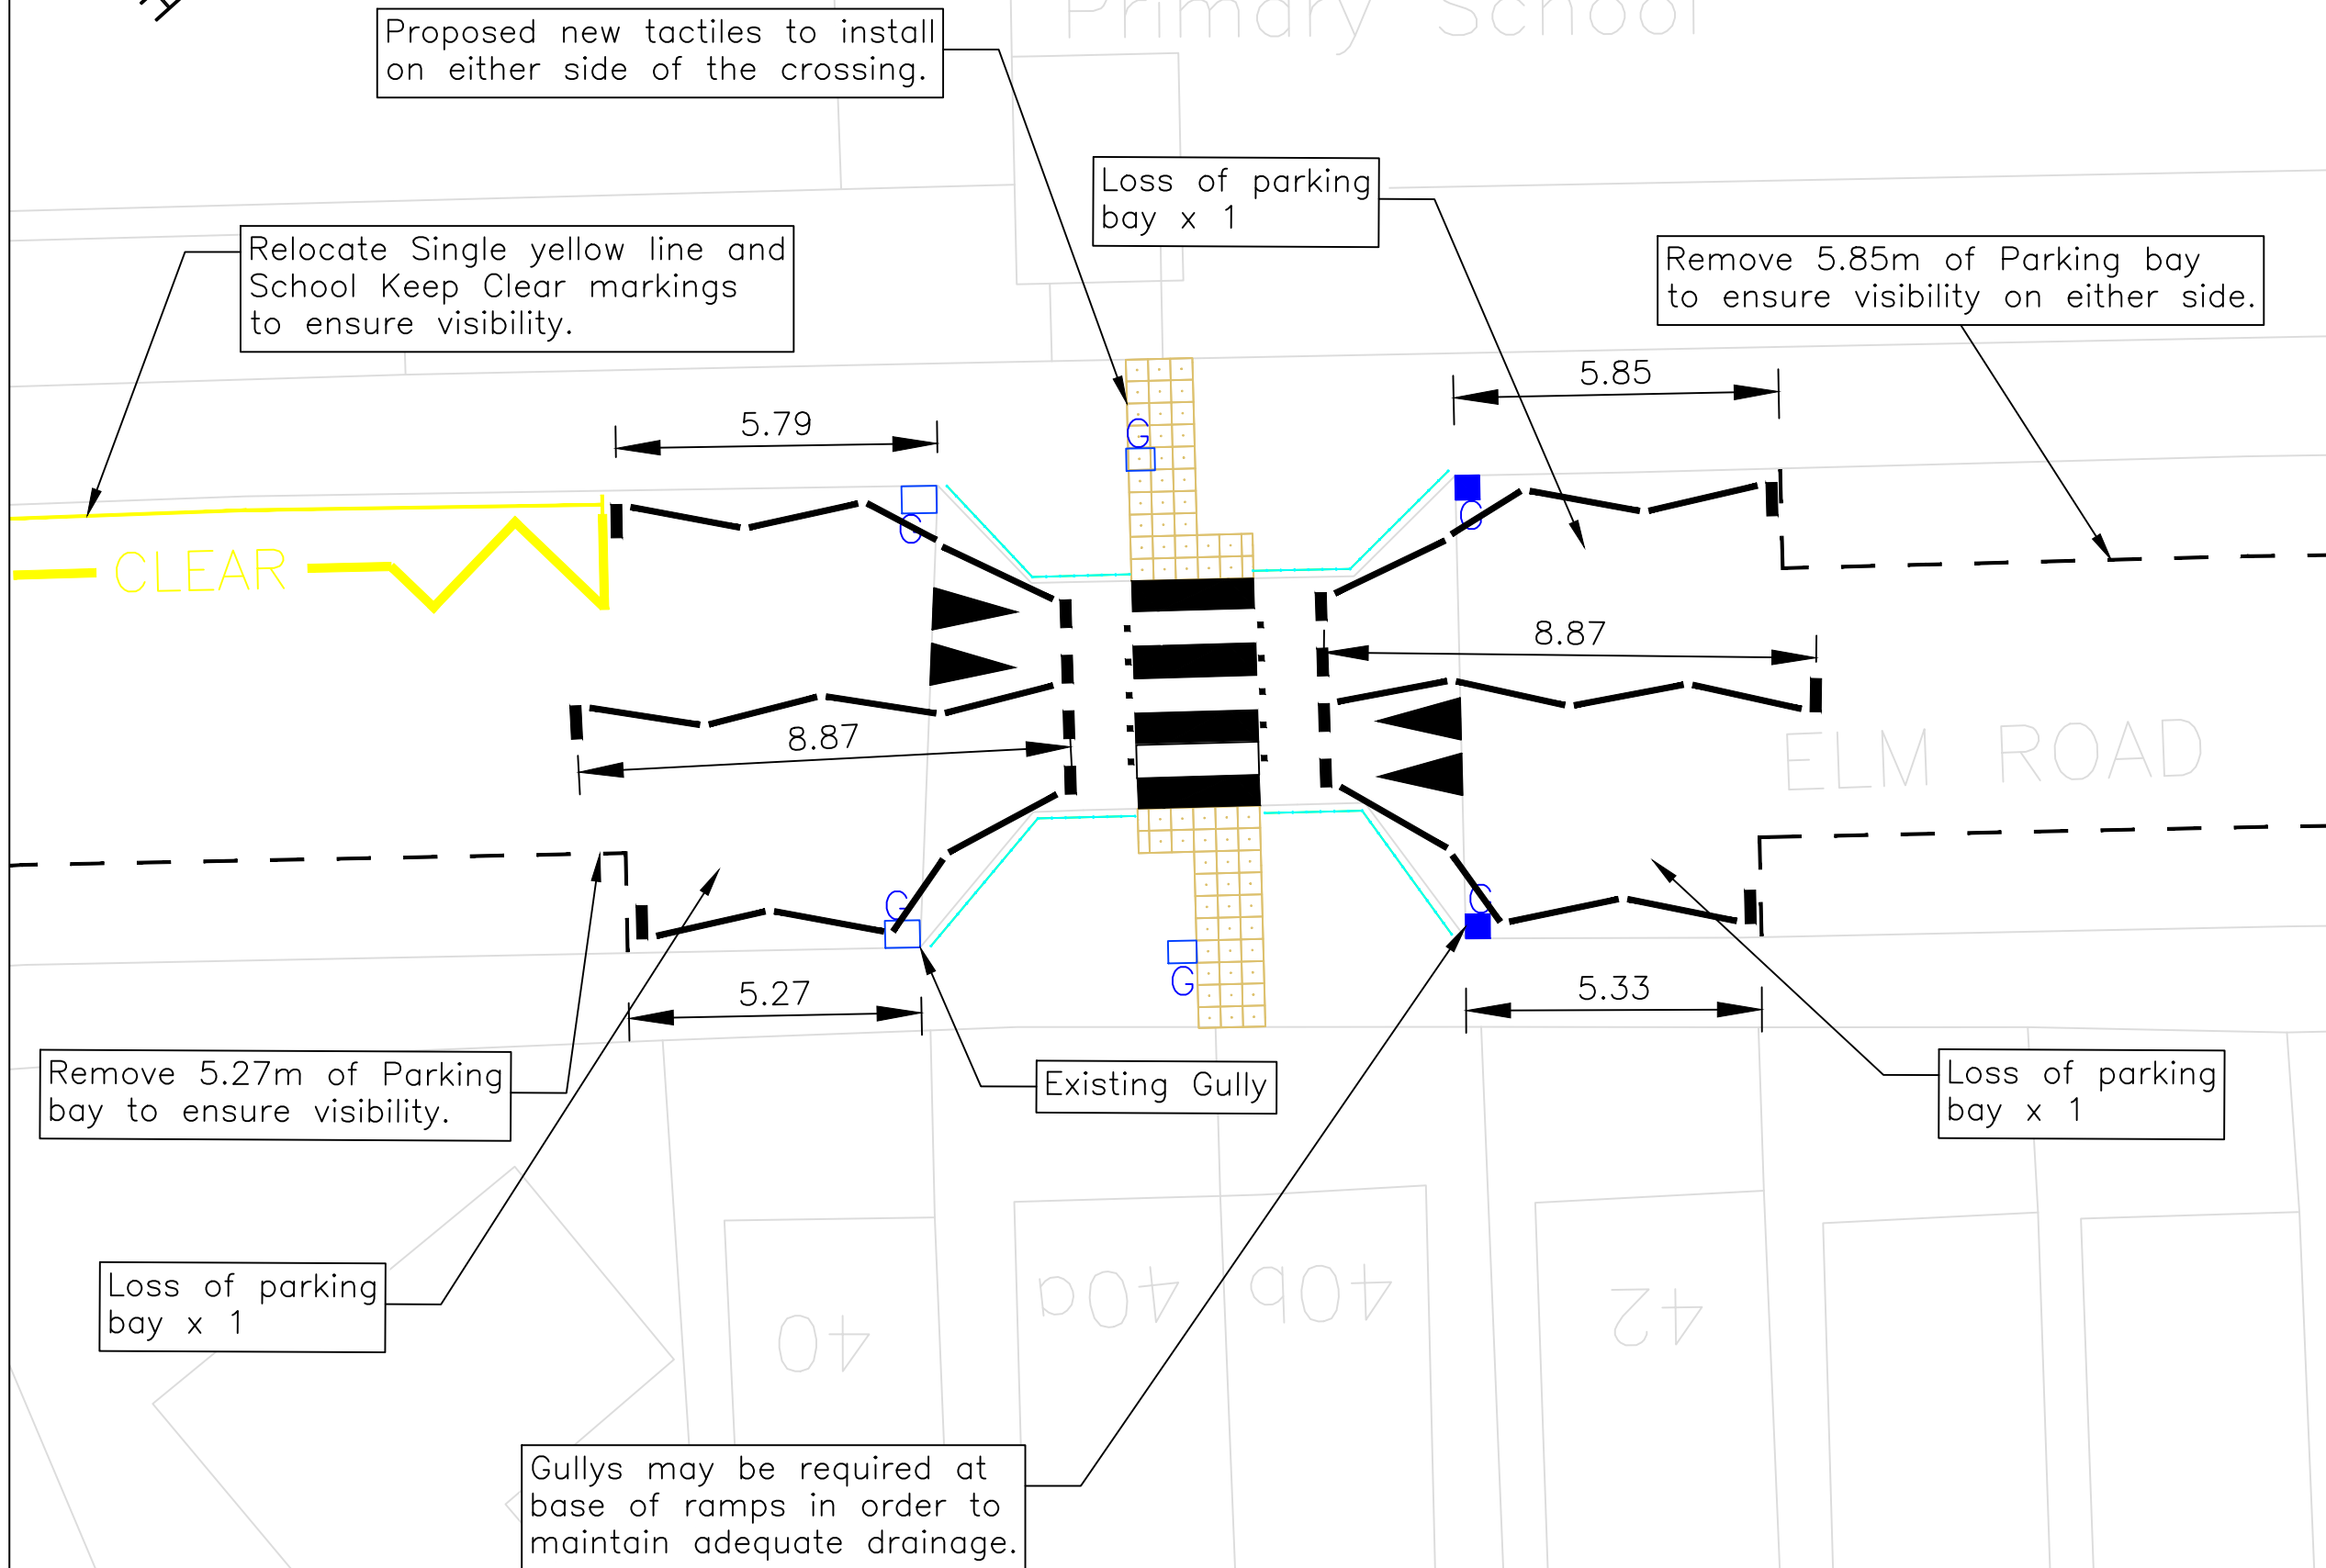 Primary School
Proposed new tactiles to install
on either side of the crossing.
Loss of parking
bay x 1
Relocate Single yellow line and
School Keep Clear markings
to ensure visibility.
Remove 5.85m of Parking bay
to ensure visibility on either side.
5.85
5.79
G
G
G
CLEAR
8.87
8.87
ELM ROAD
G
G
G
5.27
5.33
Remove 5.27m of Parking
bay to ensure visibility.
Existing Gully
Loss of parking
bay x 1
Loss of parking
bay x 1
40
40a
40b
42
Gullys may be required at
base of ramps in order to
maintain adequate drainage.